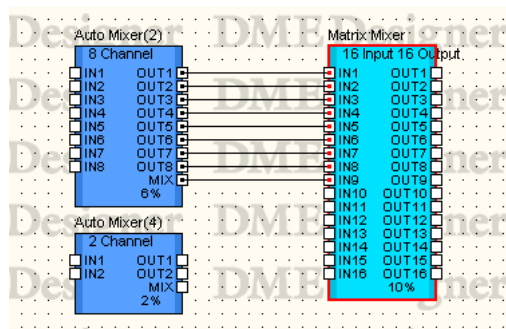 Auto Mixer(2)
8 Channel
IN1 OUT1
IN2 OUT2
IN3 OUT3
IN4 OUT4
IN5 OUT5
IN6 OUT6
IN7 OUT7
IN8 OUT8
MIX
6%
Auto Mixer(4)
2 Channel
IN1 OUT1
IN2 OUT2
MIX
2%
Matrix Mixer
16 Input 16 Output
IN1 OUT1
IN2 OUT2
IN3 OUT3
IN4 OUT4
IN5 OUT5
IN6 OUT6
IN7 OUT7
IN8 OUT8
IN9 OUT9
IN10 OUT10
IN11 OUT11
IN12 OUT12
IN13 OUT13
IN14 OUT14
IN15 OUT15
IN16 OUT16
10%
DME Designer